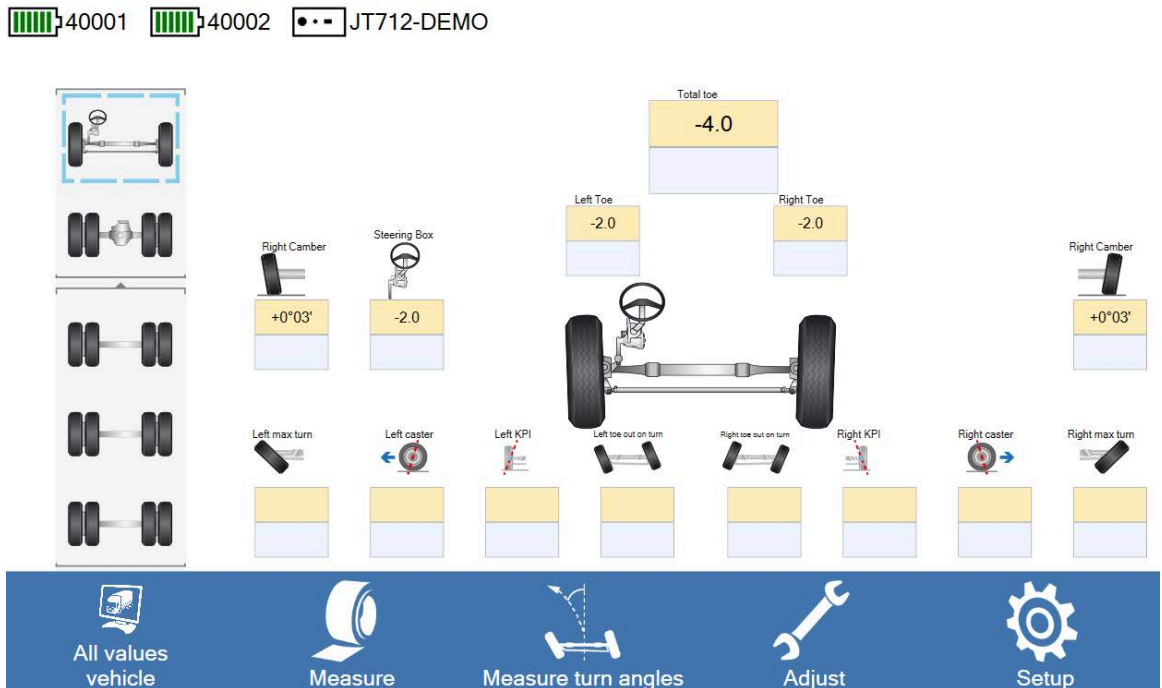 40001 40002 JT712-DEMO
Total toe
-4.0
Left Toe Right Toe
-2.0 -2.0
Right Camber Steering Box Right Camber
+0°03' -2.0 +0°03'
Left max turn Left caster Left KPI Left toe out on turn Right toe out on turn Right KPI Right caster Right max turn
All values
vehicle Measure Measure turn angles Adjust Setup